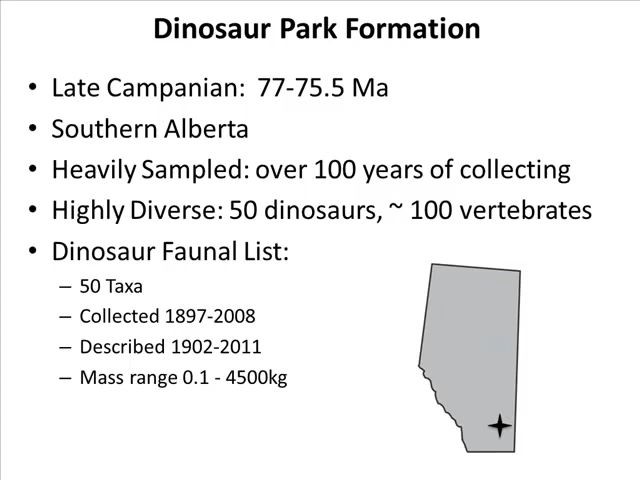 Dinosaur Park Formation
• Late Campanian: 77-75.5 Ma
• Southern Alberta
• Heavily Sampled: over 100 years of collecting
• Highly Diverse: 50 dinosaurs, ~ 100 vertebrates
• Dinosaur Faunal List:
– 50 Taxa
– Collected 1897-2008
– Described 1902-2011
– Mass range 0.1 - 4500kg